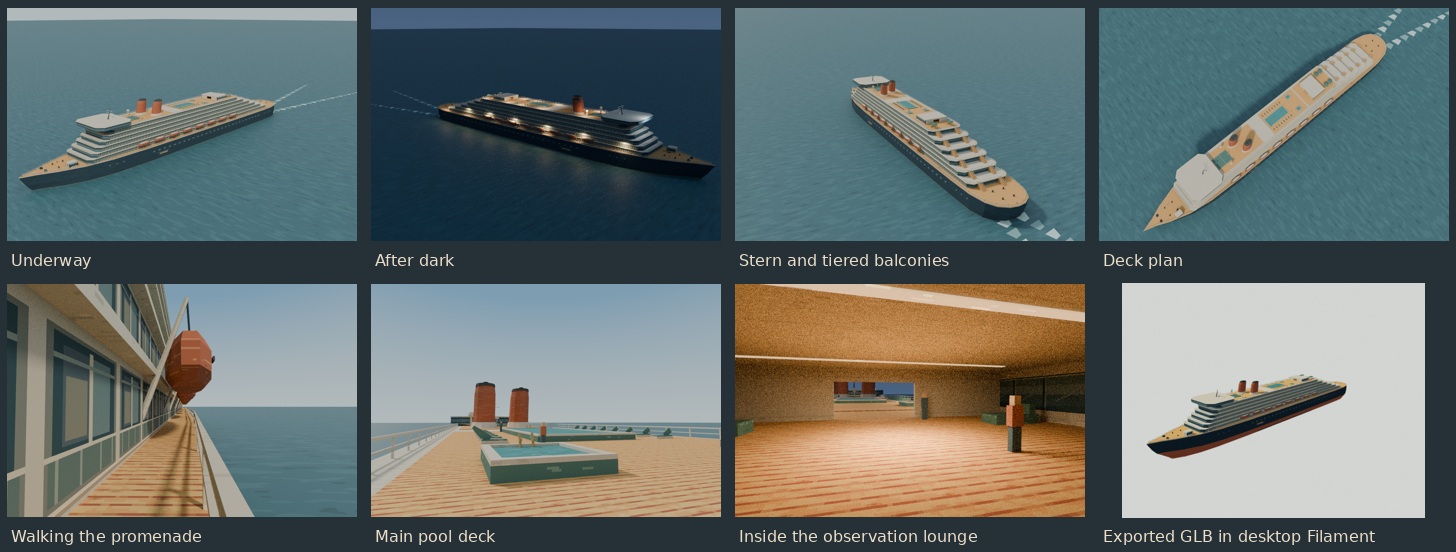 Underway
After dark
Stern and tiered balconies
Deck plan
Walking the promenade
Main pool deck
Inside the observation lounge
Exported GLB in desktop Filament